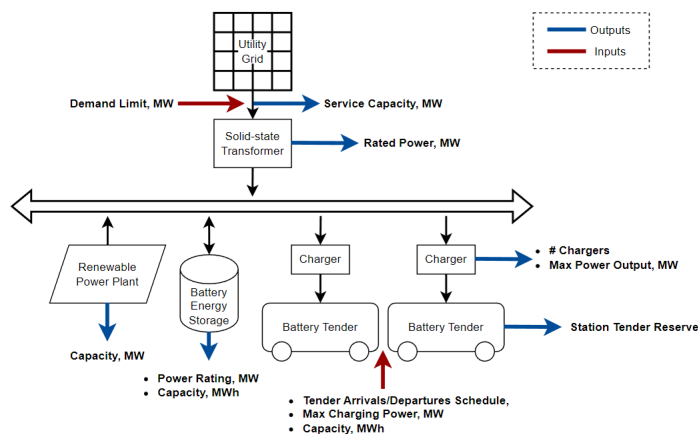 Utility
Grid
Outputs
Inputs
Demand Limit, MW
Service Capacity, MW
Solid-state
Transformer
Rated Power, MW
Renewable
Power Plant
Battery
Energy
Storage
Charger
Charger
• # Chargers
• Max Power Output, MW
Battery Tender
Battery Tender
Station Tender Reserve
Capacity, MW
• Power Rating, MW
• Capacity, MWh
• Tender Arrivals/Departures Schedule,
• Max Charging Power, MW
• Capacity, MWh